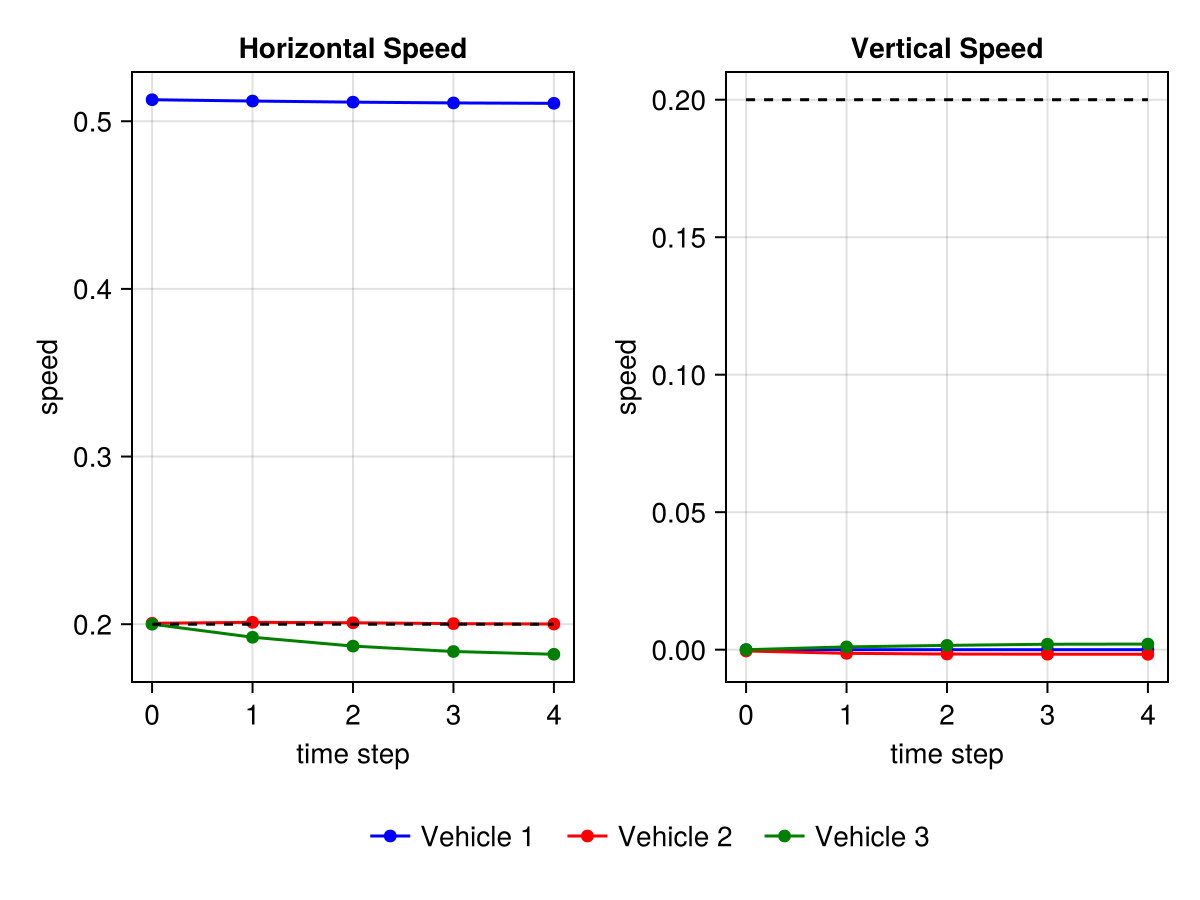 Horizontal Speed
0.5
0.4
0.3
0.2
speed
0 1 2 3 4
time step
Vertical Speed
0.20
0.15
0.10
0.05
0.00
speed
0 1 2 3 4
time step
Vehicle 1 Vehicle 2 Vehicle 3